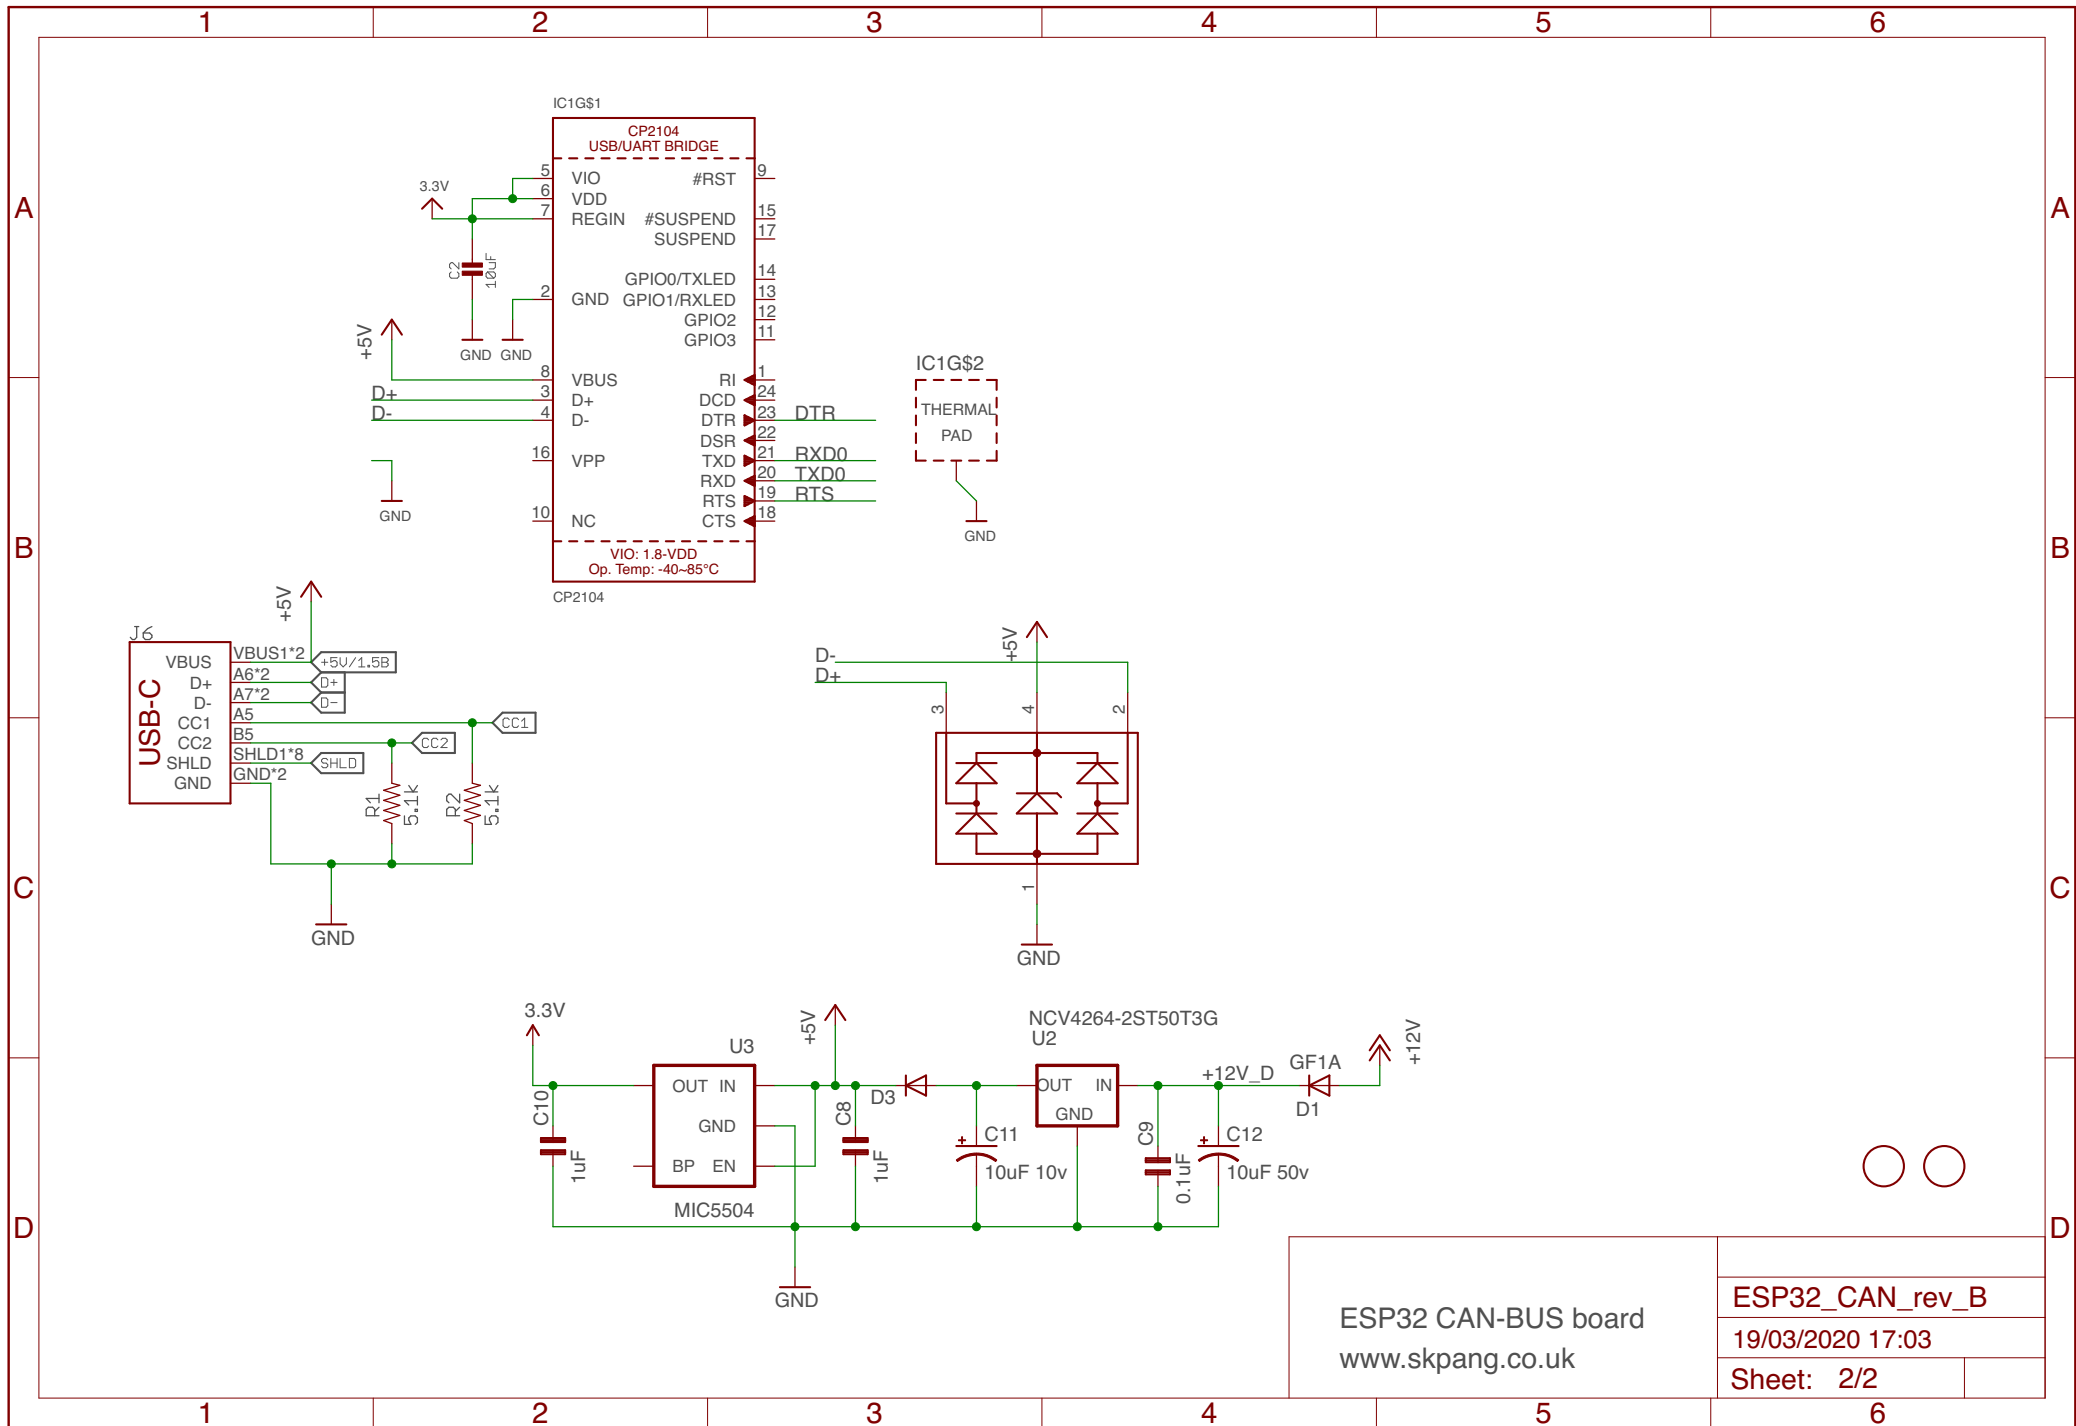 1 2 3 4 5 6
A A
B B
C C
D D
IC1G$1
CP2104
USB/UART BRIDGE
5 VIO #RST 9
6 VDD
7 REGIN #SUSPEND 15
SUSPEND 17
3.3V
C2 10uF
GPIO0/TXLED 14
2 GND GPIO1/RXLED 13
GPIO2 12
GPIO3 11
GND GND
+5V
8 VBUS RI 1
D+ 3 D+ DCD 24
D- 4 D- DTR 23 DTR
DSR 22
16 VPP TXD 21 RXD0
RXD 20 TXD0
RTS 19 RTS
10 NC CTS 18
GND
VIO: 1.8-VDD
Op. Temp: -40~85°C
CP2104
IC1G$2
THERMAL
PAD
GND
+5V
J6
USB-C
VBUS VBUS1*2 +5V/1.5B
D+ A6*2 D+
D- A7*2 D-
CC1 A5 CC1
CC2 B5 CC2
SHLD SHLD1*8 SHLD
GND GND*2
R1 5.1k
R2 5.1k
GND
+5V
D-
D+
3 4 2
1
GND
3.3V
+5V
NCV4264-2ST50T3G
U2
U3
OUT IN
GND
BP EN
MIC5504
C10 1uF
C8 1uF
D3
C11
10uF 10v
OUT IN
GND
C9 0.1uF
+12V_D
C12
10uF 50v
GF1A
D1
+12V
GND
ESP32 CAN-BUS board
www.skpang.co.uk
ESP32_CAN_rev_B
19/03/2020 17:03
Sheet: 2/2
1 2 3 4 5 6